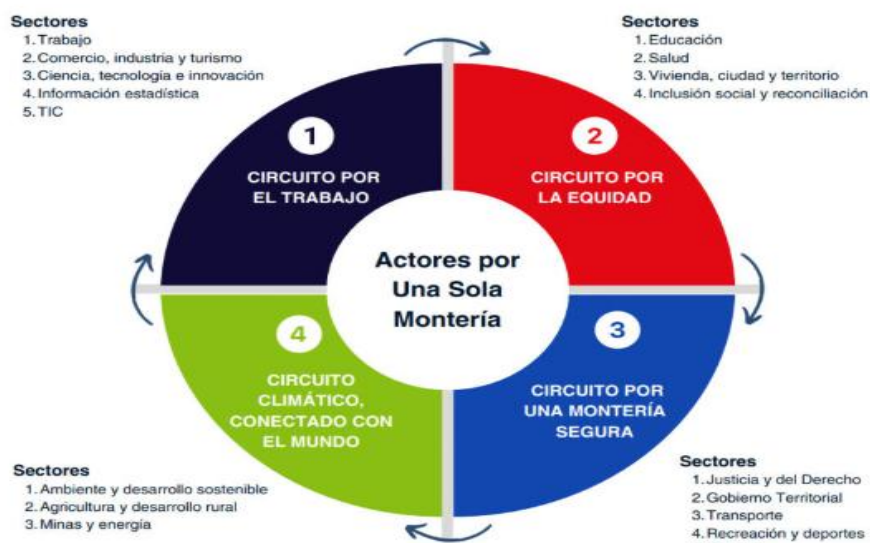 Sectores
1. Trabajo
2. Comercio, industria y turismo
3. Ciencia, tecnología e innovación
4. Información estadística
5. TIC
Sectores
1. Educación
2. Salud
3. Vivienda, ciudad y territorio
4. Inclusión social y reconciliación
1
CIRCUITO POR
EL TRABAJO
2
CIRCUITO POR
LA EQUIDAD
Actores por
Una Sola
Montería
4
CIRCUITO
CLIMÁTICO,
CONECTADO CON
EL MUNDO
3
CIRCUITO POR
UNA MONTERÍA
SEGURA
Sectores
1. Ambiente y desarrollo sostenible
2. Agricultura y desarrollo rural
3. Minas y energía
Sectores
1. Justicia y del Derecho
2. Gobierno Territorial
3. Transporte
4. Recreación y deportes